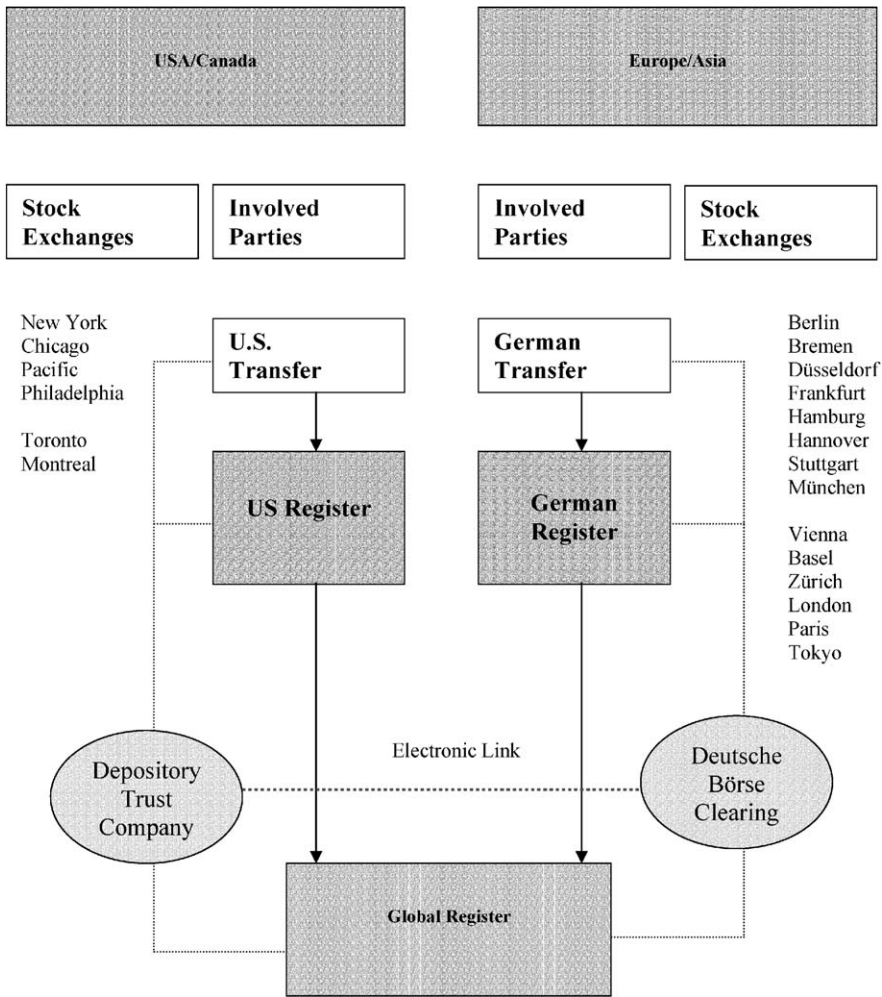 USA/Canada
Europe/Asia
Stock
Exchanges
Involved
Parties
Involved
Parties
Stock
Exchanges
New York
Chicago
Pacific
Philadelphia
Toronto
Montreal
U.S.
Transfer
German
Transfer
Berlin
Bremen
Düsseldorf
Frankfurt
Hamburg
Hannover
Stuttgart
München
Vienna
Basel
Zürich
London
Paris
Tokyo
US Register
German
Register
Electronic Link
Depository
Trust
Company
Deutsche
Börse
Clearing
Global Register